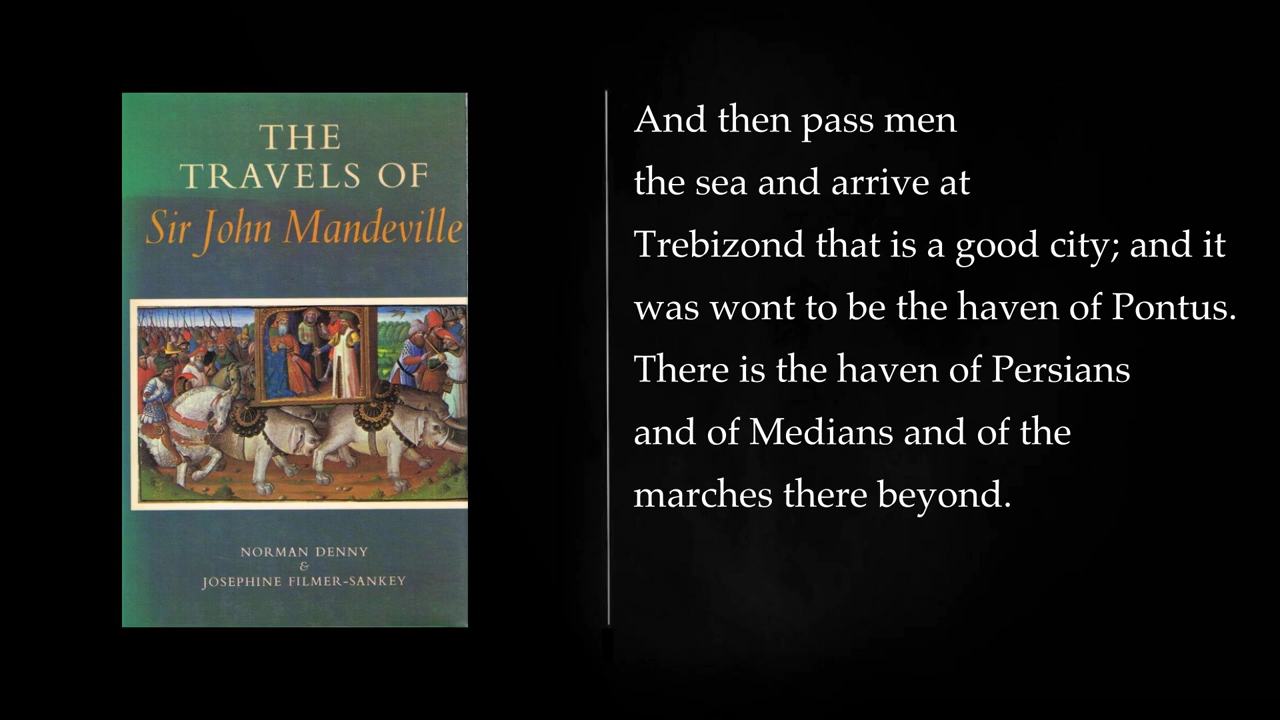 THE
TRAVELS OF
Sir John Mandeville
NORMAN DENNY
&
JOSEPHINE FILMER-SANKEY
And then pass men
the sea and arrive at
Trebizond that is a good city; and it
was wont to be the haven of Pontus.
There is the haven of Persians
and of Medians and of the
marches there beyond.